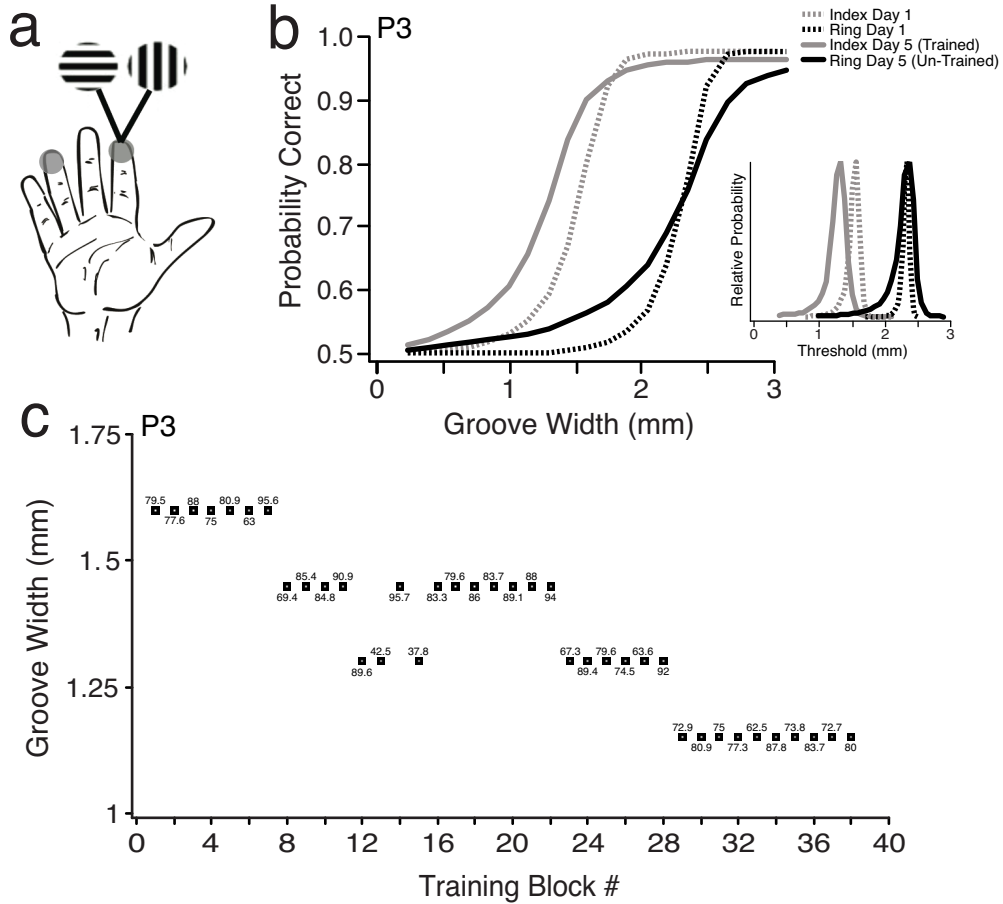 a
b
P3
Index Day 1
Ring Day 1
Index Day 5 (Trained)
Ring Day 5 (Un-Trained)
1.0
0.9
0.8
0.7
0.6
0.5
Probability Correct
0 1 2 3
Groove Width (mm)
Relative Probability
0 1 2 3
Threshold (mm)
c
P3
1.75
1.5
1.25
1
Groove Width (mm)
79.5 88 80.9 95.6
77.6 75 63
85.4 90.9 79.6 83.7 88
69.4 84.8 95.7 83.3 86 89.1 94
42.5 37.8 67.3 79.6 63.6
89.6 89.4 74.5 92
72.9 75 62.5 73.8 72.7
80.9 77.3 87.8 83.7 80
0 4 8 12 16 20 24 28 32 36 40
Training Block #